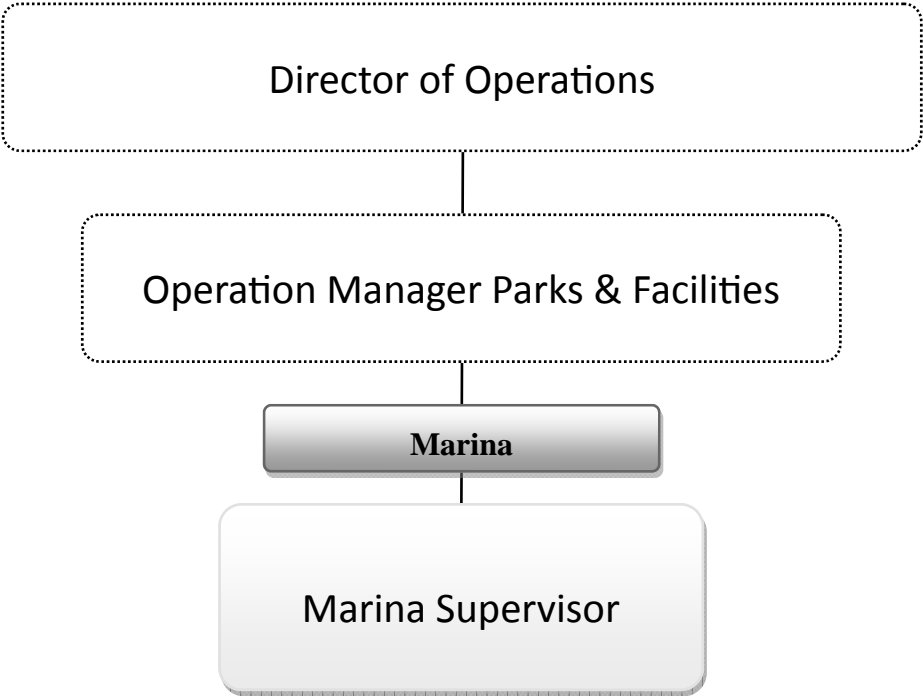 Director of Operations
Operation Manager Parks & Facilities
Marina
Marina Supervisor